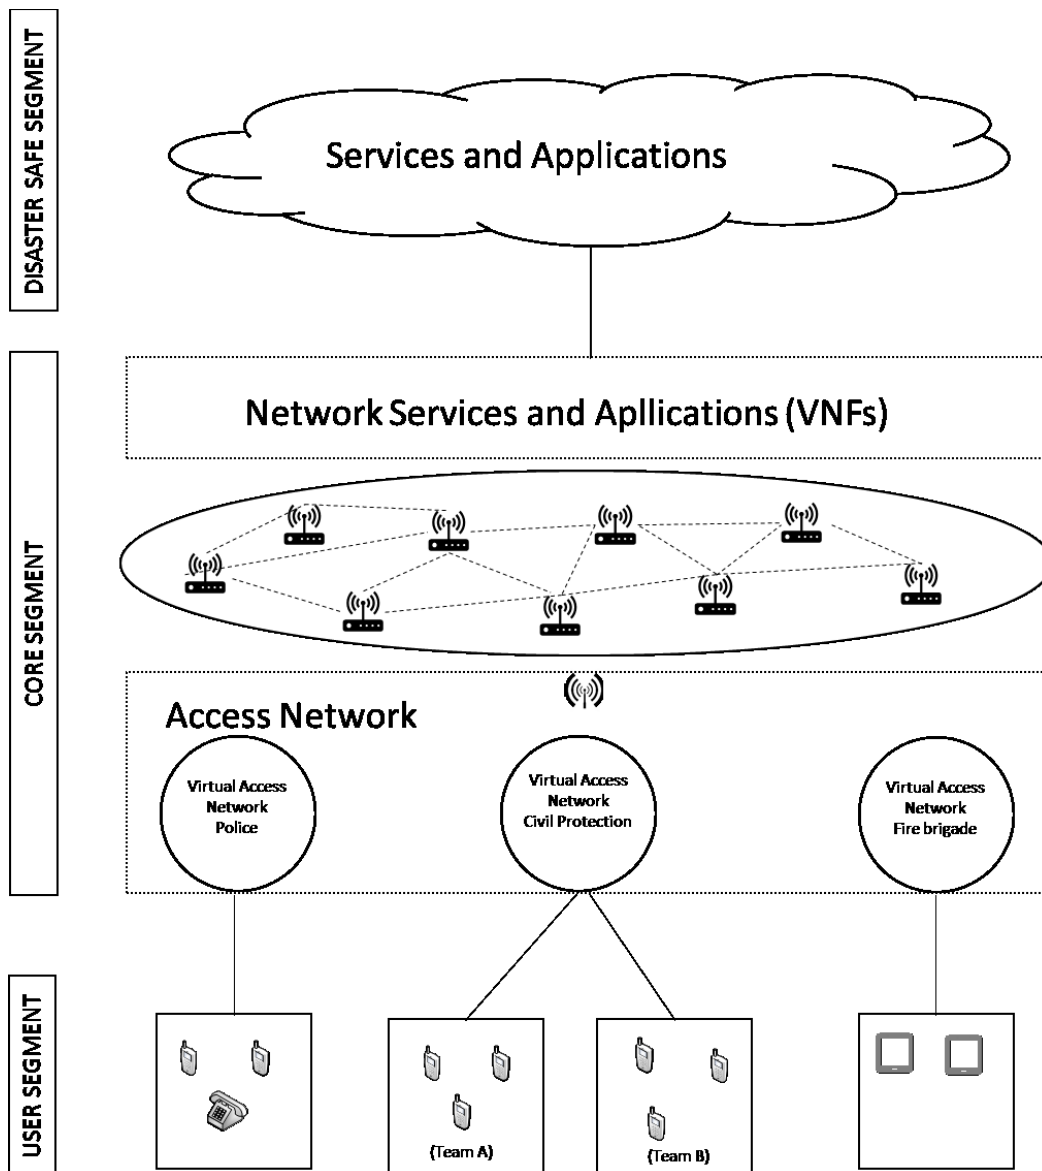 DISASTER SAFE SEGMENT
Services and Applications
CORE SEGMENT
Network Services and Apllications (VNFs)
Access Network
Virtual Access
Network
Police
Virtual Access
Network
Civil Protection
Virtual Access
Network
Fire brigade
USER SEGMENT
(Team A)
(Team B)